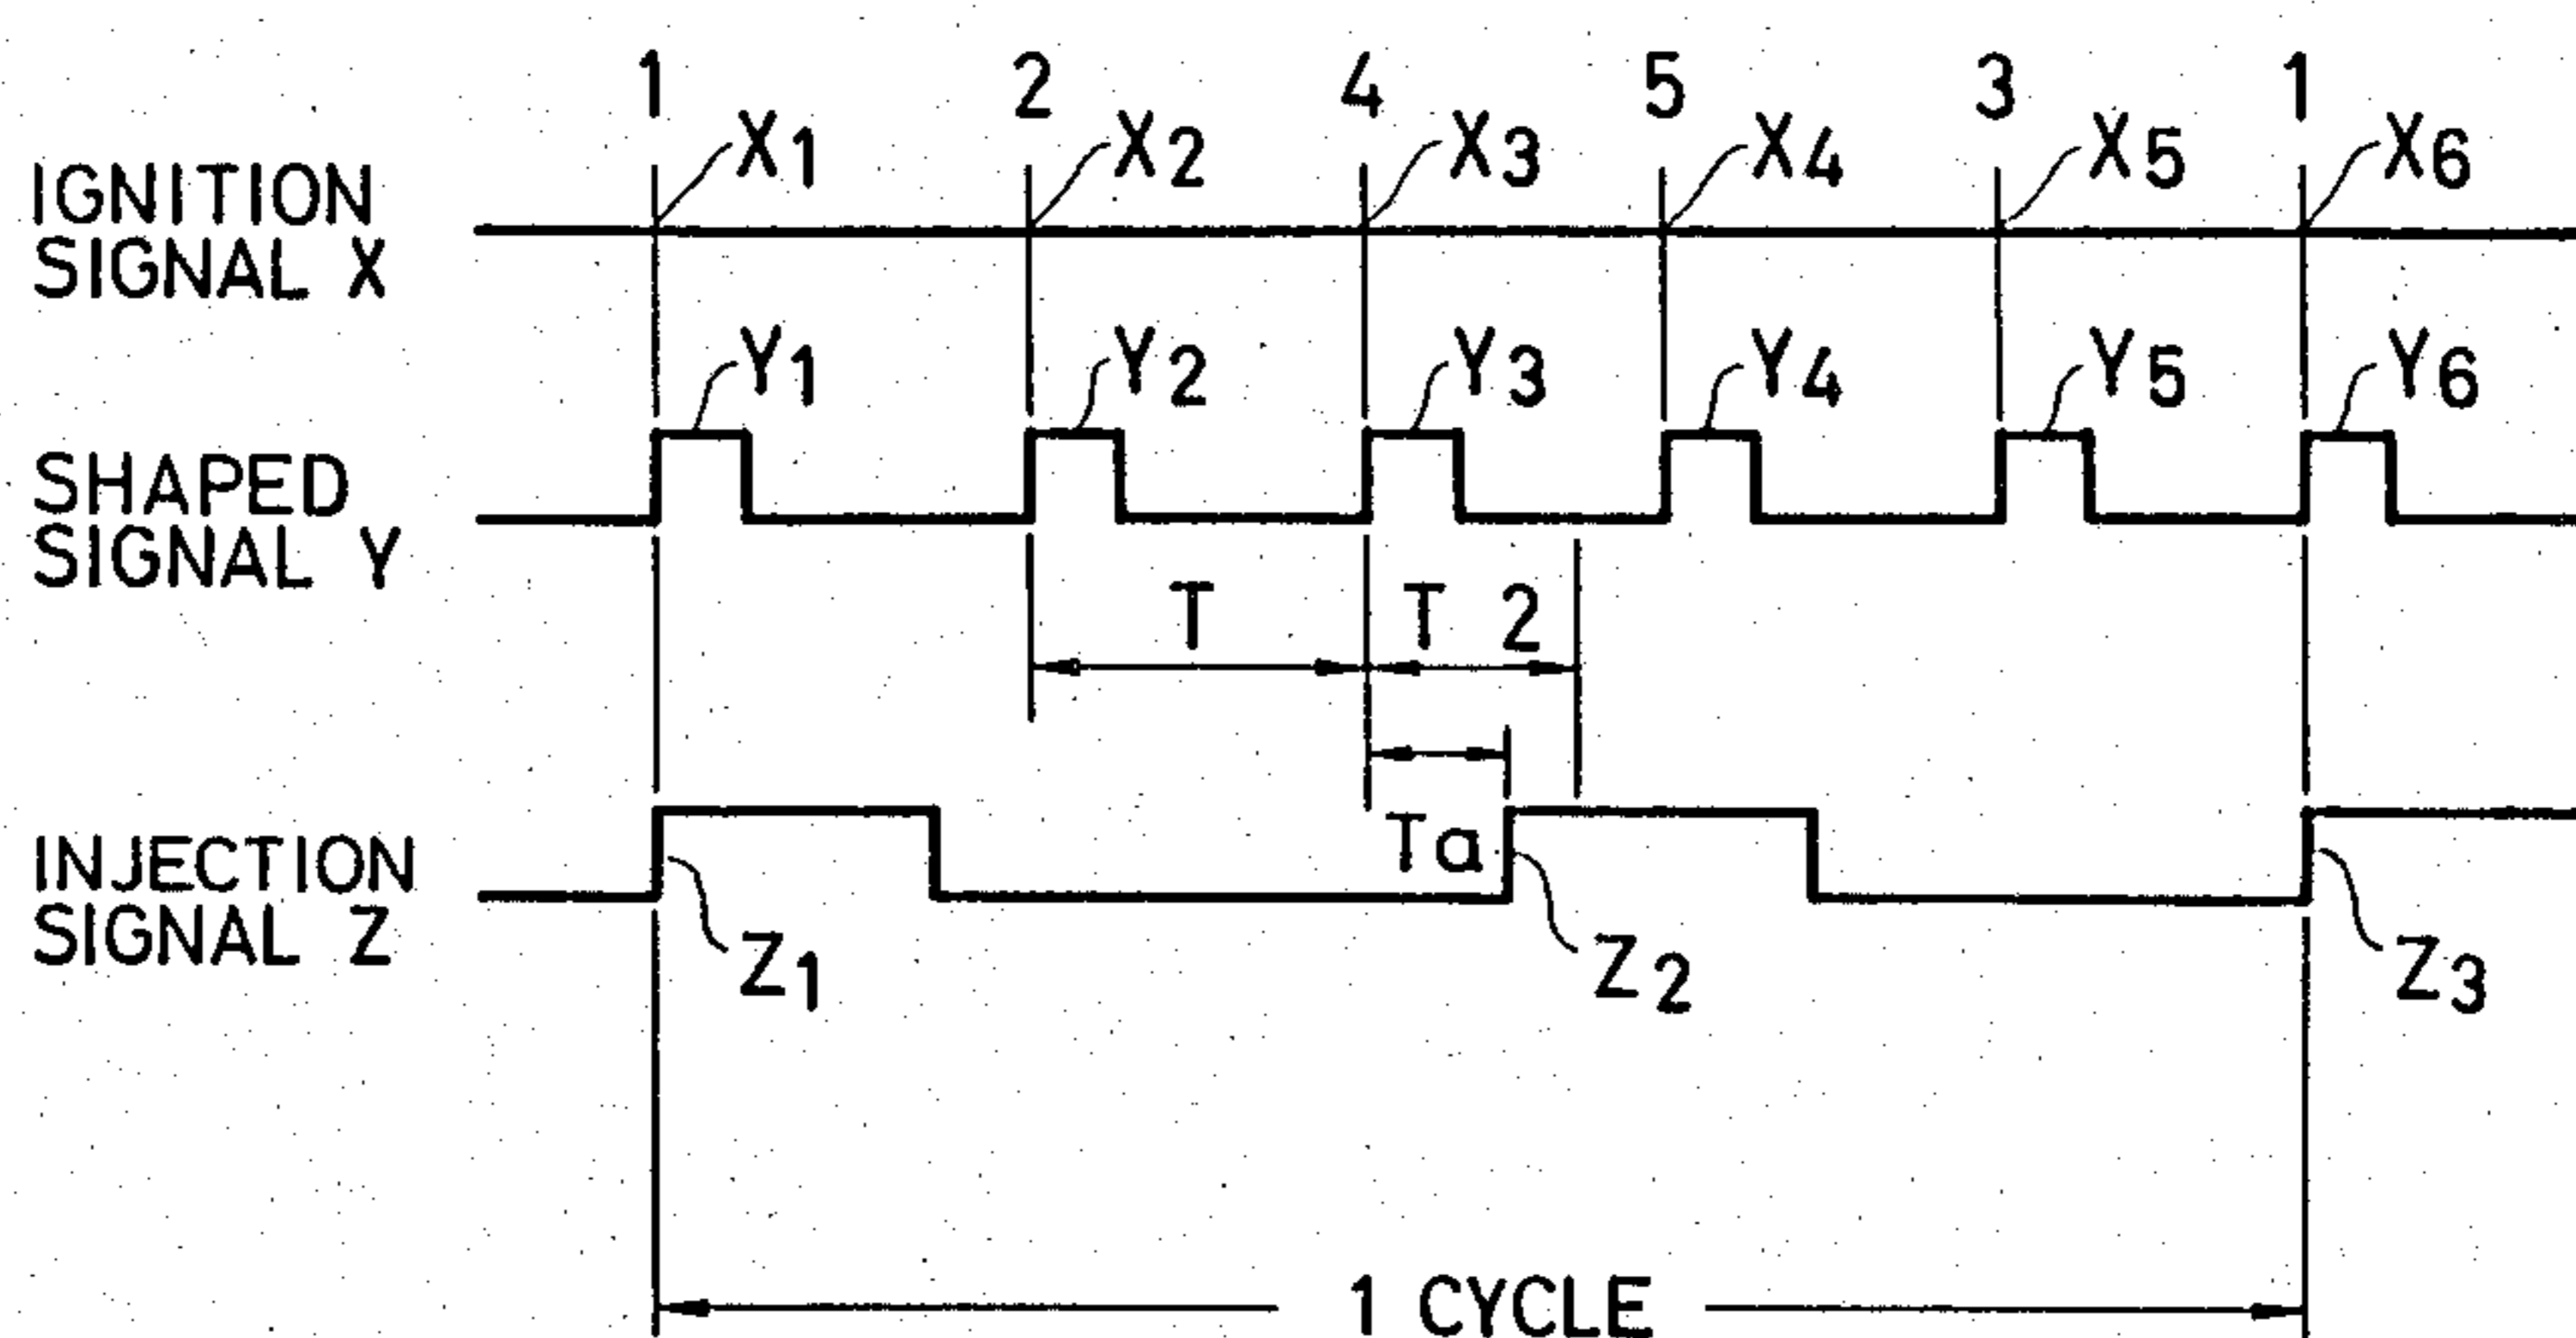 1 2 4 5 3 1
X1 X2 X3 X4 X5 X6
IGNITION
SIGNAL X
Y1 Y2 Y3 Y4 Y5 Y6
SHAPED
SIGNAL Y
T T 2
Ta
INJECTION
SIGNAL Z
Z1 Z2 Z3
1 CYCLE